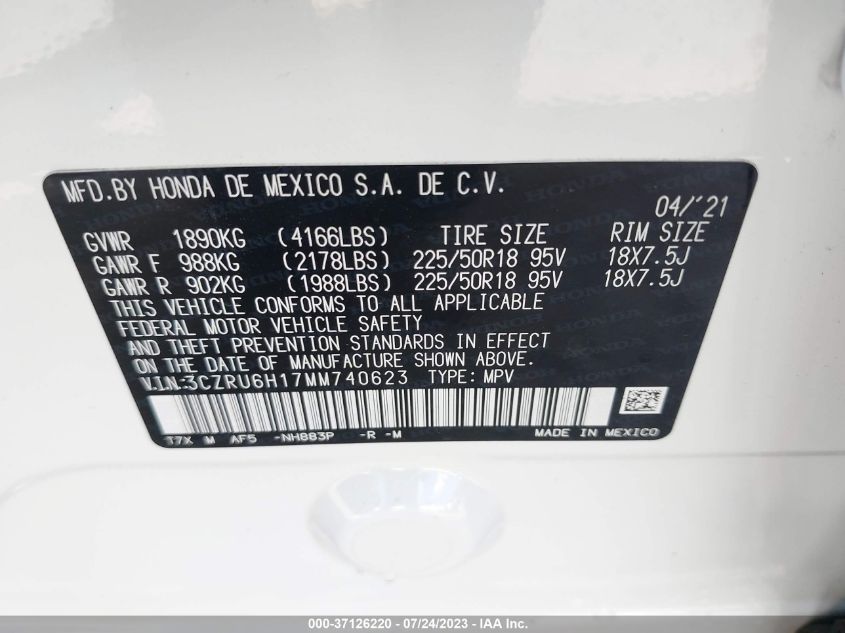 MFD.BY HONDA DE MEXICO S.A. DE C.V.
04/'21
GVWR 1890KG (4166LBS) TIRE SIZE RIM SIZE
GAWR F 988KG (2178LBS) 225/50R18 95V 18X7.5J
GAWR R 902KG (1988LBS) 225/50R18 95V 18X7.5J
THIS VEHICLE CONFORMS TO ALL APPLICABLE
FEDERAL MOTOR VEHICLE SAFETY
AND THEFT PREVENTION STANDARDS IN EFFECT
ON THE DATE OF MANUFACTURE SHOWN ABOVE.
V.I.N:3CZRU6H17MM740623 TYPE: MPV
T7X M AF5 -NH883P -R -M MADE IN MEXICO
000-37126220 - 07/24/2023 - IAA Inc.